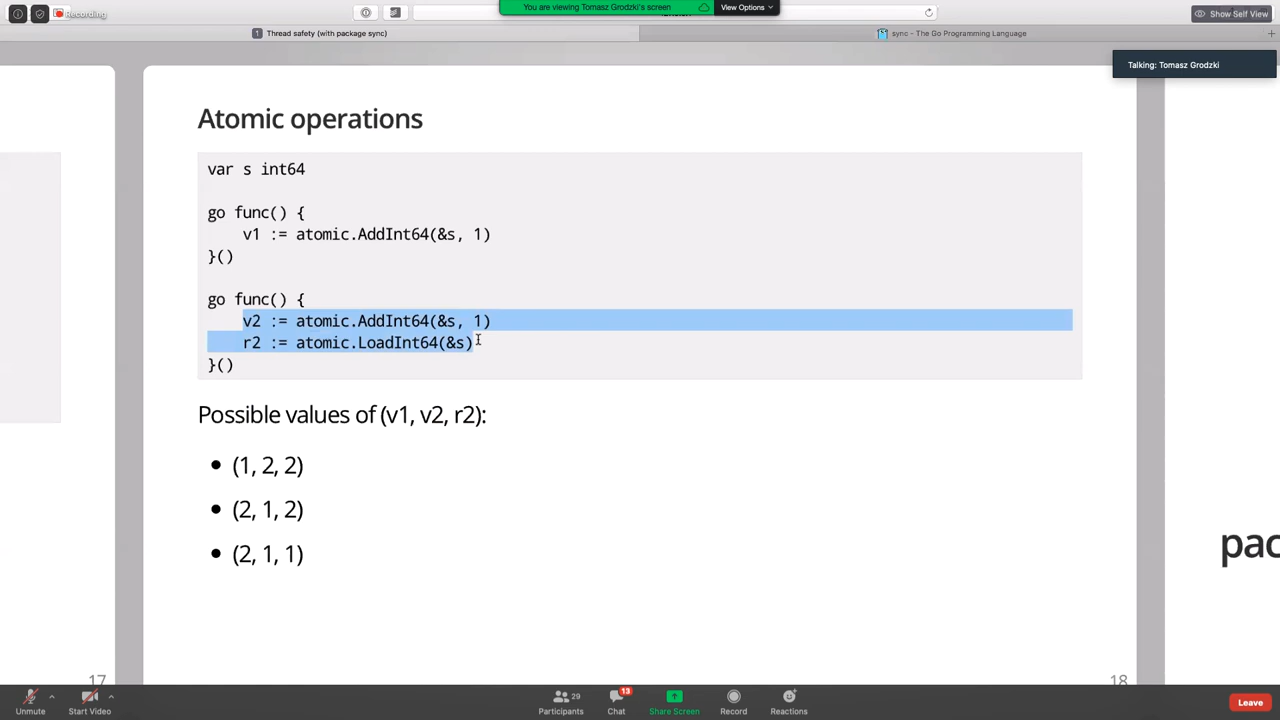 Recording
You are viewing Tomasz Grodzki's screen
View Options
Show Self View
1 Thread safety (with package sync)
sync - The Go Programming Language
Talking: Tomasz Grodzki
Atomic operations
var s int64
go func() {
v1 := atomic.AddInt64(&s, 1)
}()
go func() {
v2 := atomic.AddInt64(&s, 1)
r2 := atomic.LoadInt64(&s)
}()
Possible values of (v1, v2, r2):
(1, 2, 2)
(2, 1, 2)
(2, 1, 1)
pac
17
18
Unmute
Start Video
Participants
29
Chat
13
Share Screen
Record
Reactions
Leave